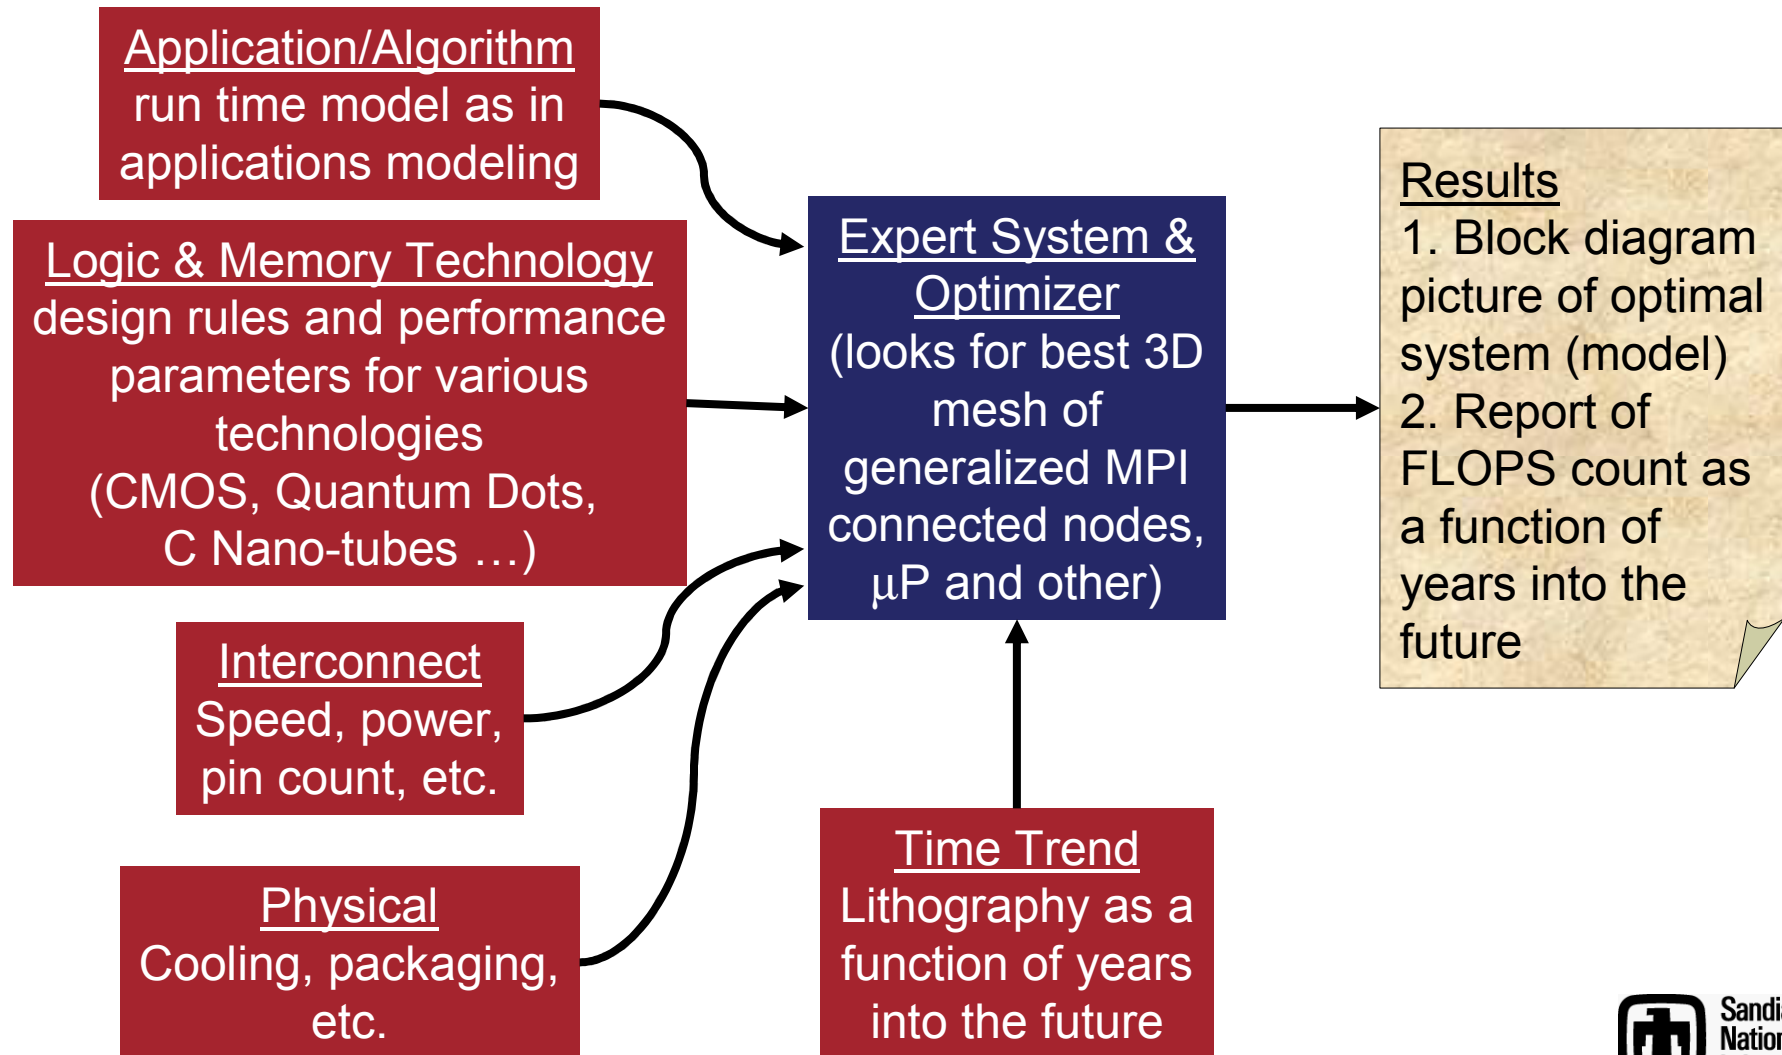 Application/Algorithm
run time model as in
applications modeling
Logic & Memory Technology
design rules and performance
parameters for various
technologies
(CMOS, Quantum Dots,
C Nano-tubes …)
Interconnect
Speed, power,
pin count, etc.
Physical
Cooling, packaging,
etc.
Expert System &
Optimizer
(looks for best 3D
mesh of
generalized MPI
connected nodes,
μP and other)
Time Trend
Lithography as a
function of years
into the future
Results
1. Block diagram
picture of optimal
system (model)
2. Report of
FLOPS count as
a function of
years into the
future